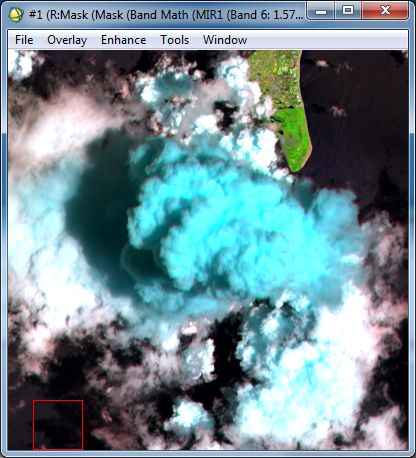 #1 (R:Mask (Mask (Band Math (MIR1 (Band 6: 1.57...
File Overlay Enhance Tools Window